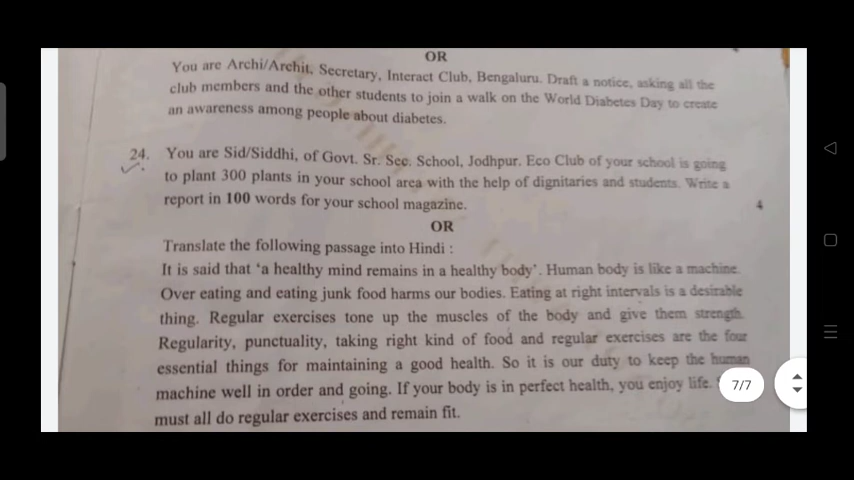 OR
You are Archi/Archit, Secretary, Interact Club, Bengaluru. Draft a notice, asking all the
club members and the other students to join a walk on the World Diabetes Day to create
an awareness among people about diabetes.
24. You are Sid/Siddhi, of Govt. Sr. Sec. School, Jodhpur. Eco Club of your school is going
to plant 300 plants in your school area with the help of dignitaries and students. Write a
report in 100 words for your school magazine. 4
OR
Translate the following passage into Hindi :
It is said that ‘a healthy mind remains in a healthy body’. Human body is like a machine.
Over eating and eating junk food harms our bodies. Eating at right intervals is a desirable
thing. Regular exercises tone up the muscles of the body and give them strength.
Regularity, punctuality, taking right kind of food and regular exercises are the four
essential things for maintaining a good health. So it is our duty to keep the human
machine well in order and going. If your body is in perfect health, you enjoy life.
must all do regular exercises and remain fit.
7/7